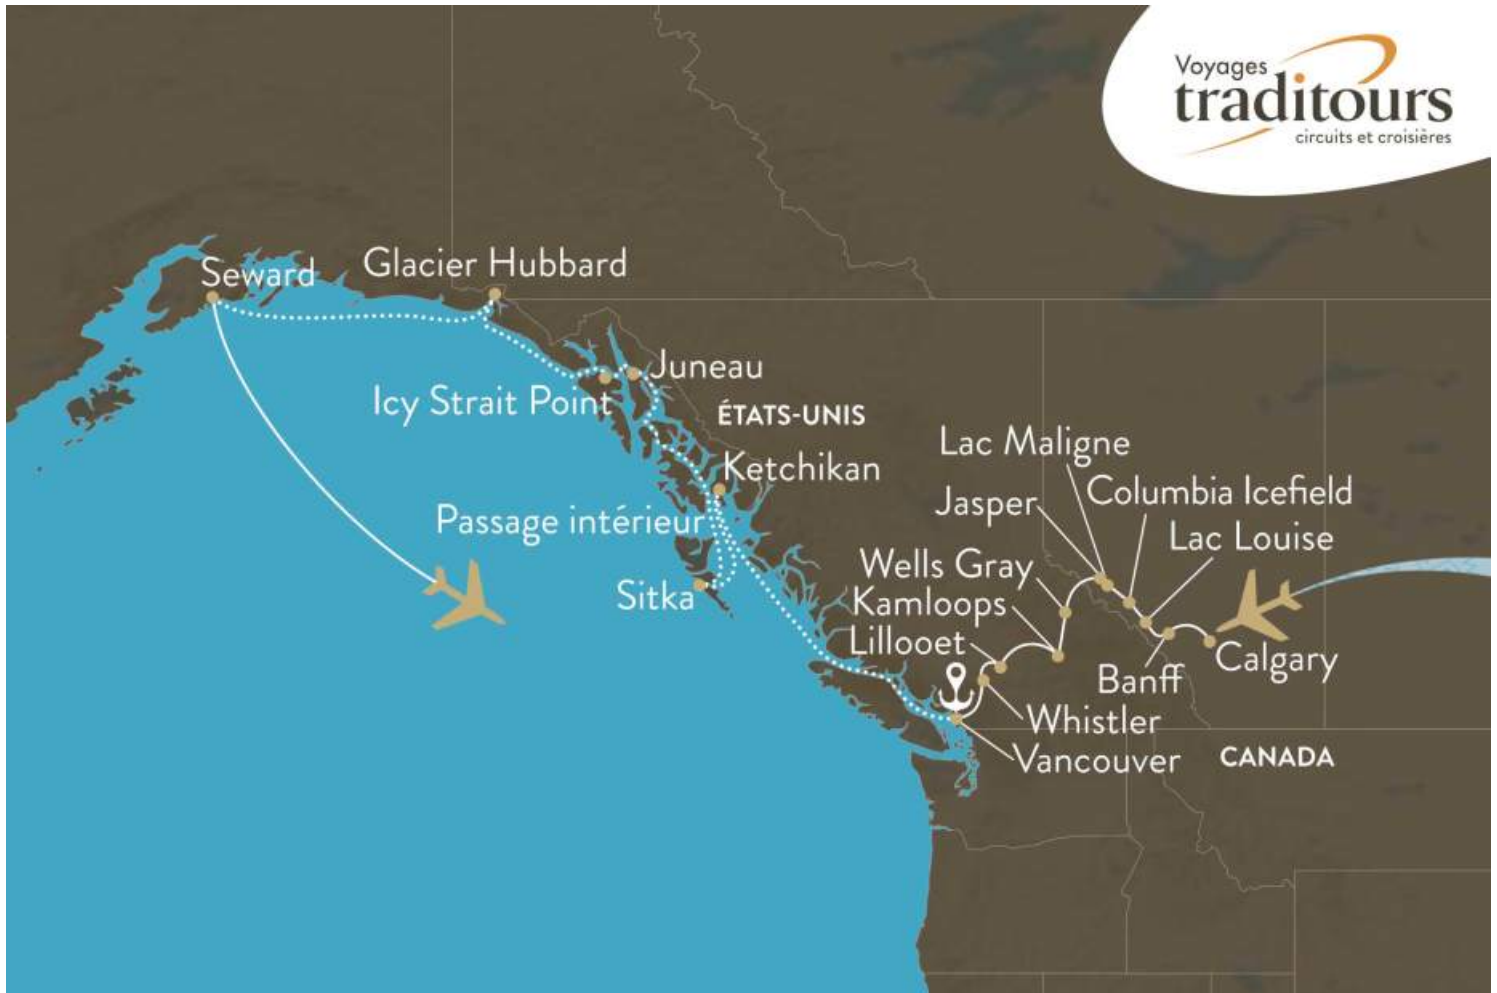 Voyages
traditours
circuits et croisières
Glacier Hubbard
Seward
Juneau
Icy Strait Point
ÉTATS-UNIS
Lac Maligne
Ketchikan
Columbia Icefield
Jasper
Passage intérieur
Lac Louise
Wells Gray
Sitka
Kamloops
Lillooet
Calgary
Banff
Whistler
Vancouver
CANADA